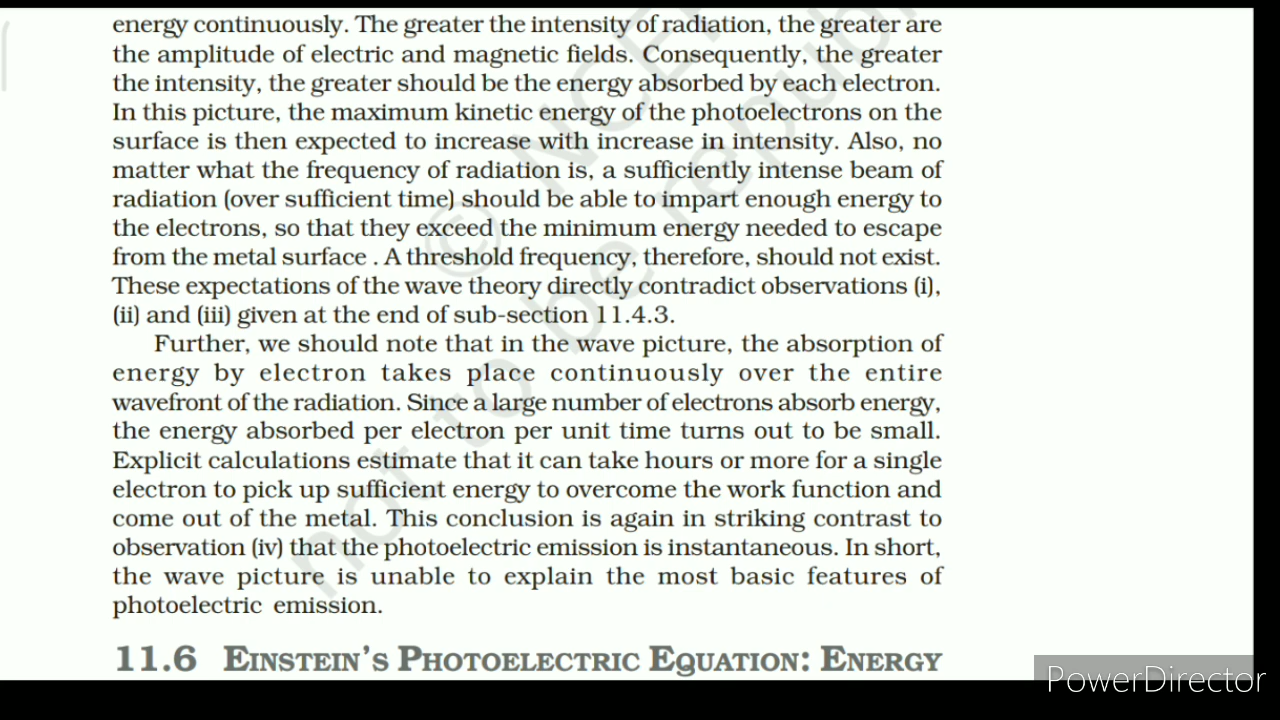 energy continuously. The greater the intensity of radiation, the greater are
the amplitude of electric and magnetic fields. Consequently, the greater
the intensity, the greater should be the energy absorbed by each electron.
In this picture, the maximum kinetic energy of the photoelectrons on the
surface is then expected to increase with increase in intensity. Also, no
matter what the frequency of radiation is, a sufficiently intense beam of
radiation (over sufficient time) should be able to impart enough energy to
the electrons, so that they exceed the minimum energy needed to escape
from the metal surface . A threshold frequency, therefore, should not exist.
These expectations of the wave theory directly contradict observations (i),
(ii) and (iii) given at the end of sub-section 11.4.3.
Further, we should note that in the wave picture, the absorption of
energy by electron takes place continuously over the entire
wavefront of the radiation. Since a large number of electrons absorb energy,
the energy absorbed per electron per unit time turns out to be small.
Explicit calculations estimate that it can take hours or more for a single
electron to pick up sufficient energy to overcome the work function and
come out of the metal. This conclusion is again in striking contrast to
observation (iv) that the photoelectric emission is instantaneous. In short,
the wave picture is unable to explain the most basic features of
photoelectric emission.
11.6 EINSTEIN'S PHOTOELECTRIC EQUATION: ENERGY
PowerDirector
© NCE
not to be republ